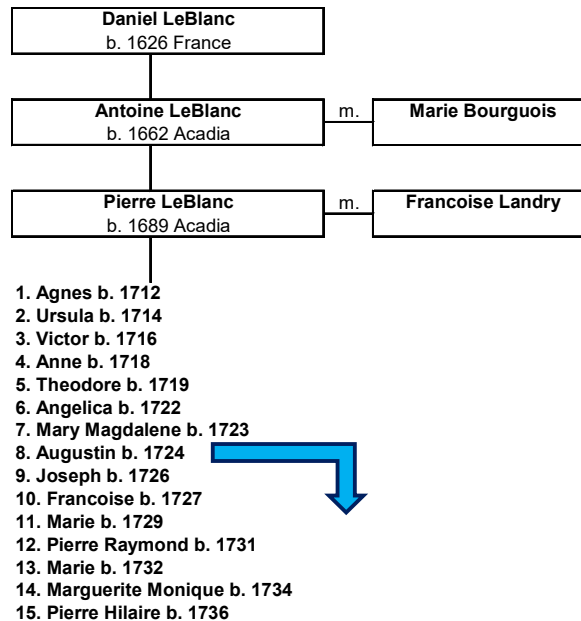 Daniel LeBlanc
b. 1626 France
Antoine LeBlanc
b. 1662 Acadia
m.
Marie Bourguois
Pierre LeBlanc
b. 1689 Acadia
m.
Francoise Landry
1. Agnes b. 1712
2. Ursula b. 1714
3. Victor b. 1716
4. Anne b. 1718
5. Theodore b. 1719
6. Angelica b. 1722
7. Mary Magdalene b. 1723
8. Augustin b. 1724
9. Joseph b. 1726
10. Francoise b. 1727
11. Marie b. 1729
12. Pierre Raymond b. 1731
13. Marie b. 1732
14. Marguerite Monique b. 1734
15. Pierre Hilaire b. 1736